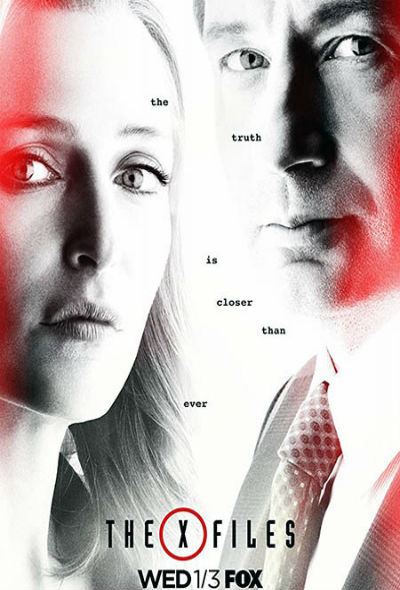 the
truth
is
closer
than
ever
THE X FILES
WED 1/3 FOX